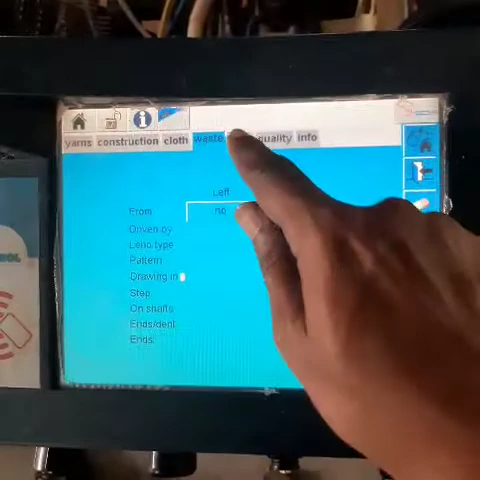 yarns construction cloth waste quality info
Left
From no
Driven by
Leno type
Pattern
Drawing in
Step
On shafts
Ends/dent
Ends